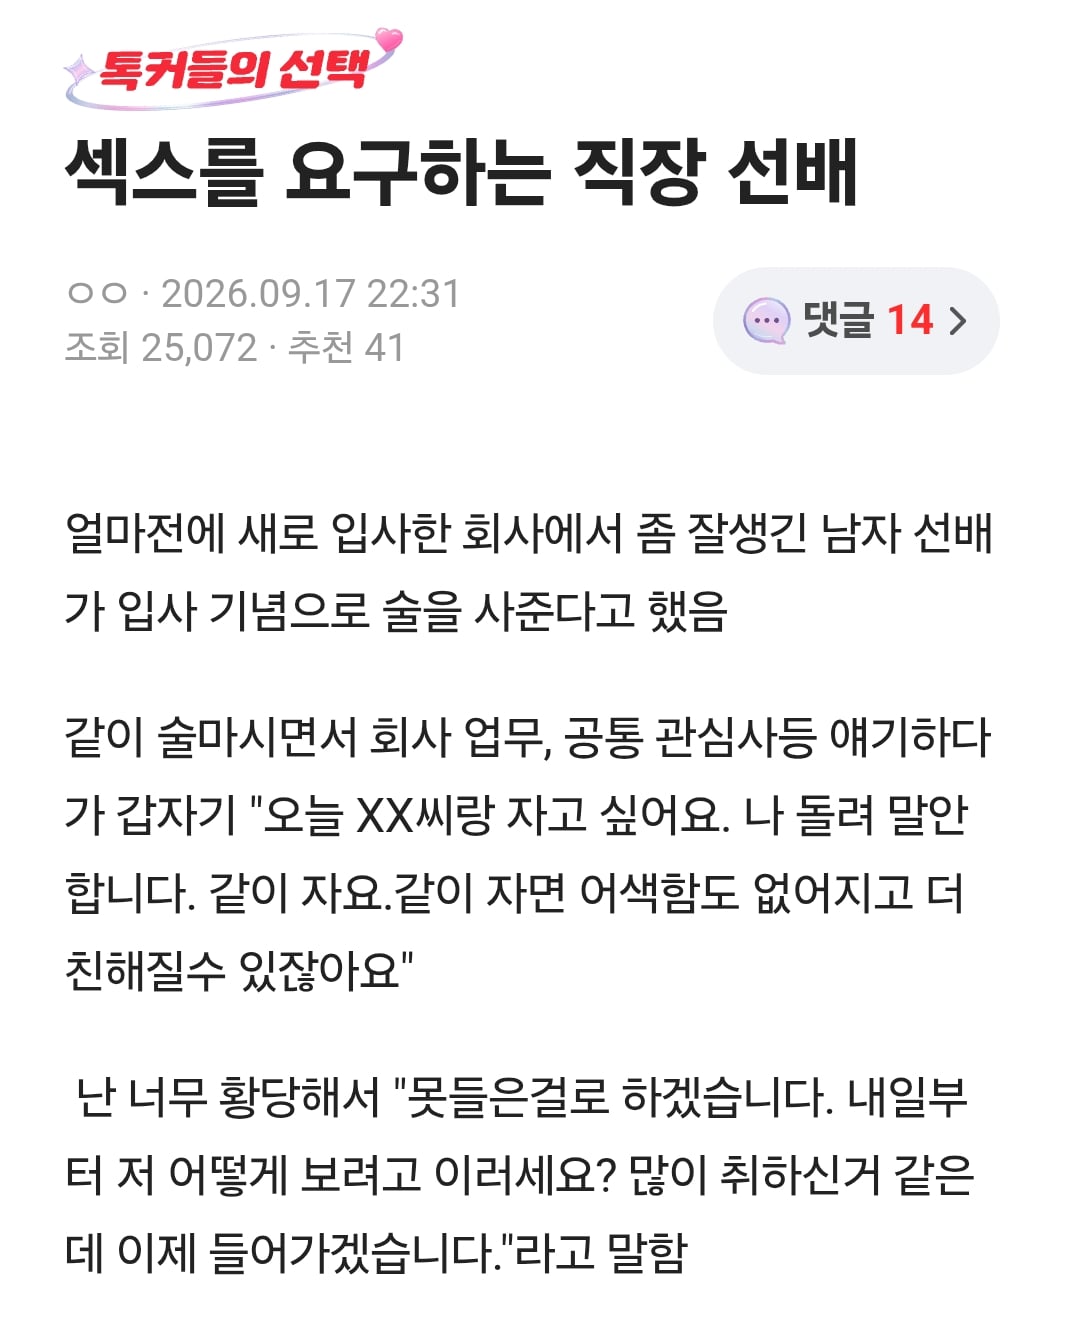 톡커들의 선택
섹스를 요구하는 직장 선배
ㅇㅇ · 2026.09.17 22:31
조회 25,072 · 추천 41
댓글 14 >
얼마전에 새로 입사한 회사에서 좀 잘생긴 남자 선배
가 입사 기념으로 술을 사준다고 했음
같이 술마시면서 회사 업무, 공통 관심사등 얘기하다
가 갑자기 "오늘 XX씨랑 자고 싶어요. 나 돌려 말안
합니다. 같이 자요.같이 자면 어색함도 없어지고 더
친해질수 있잖아요"
난 너무 황당해서 "못들은걸로 하겠습니다. 내일부
터 저 어떻게 보려고 이러세요? 많이 취하신거 같은
데 이제 들어가겠습니다."라고 말함